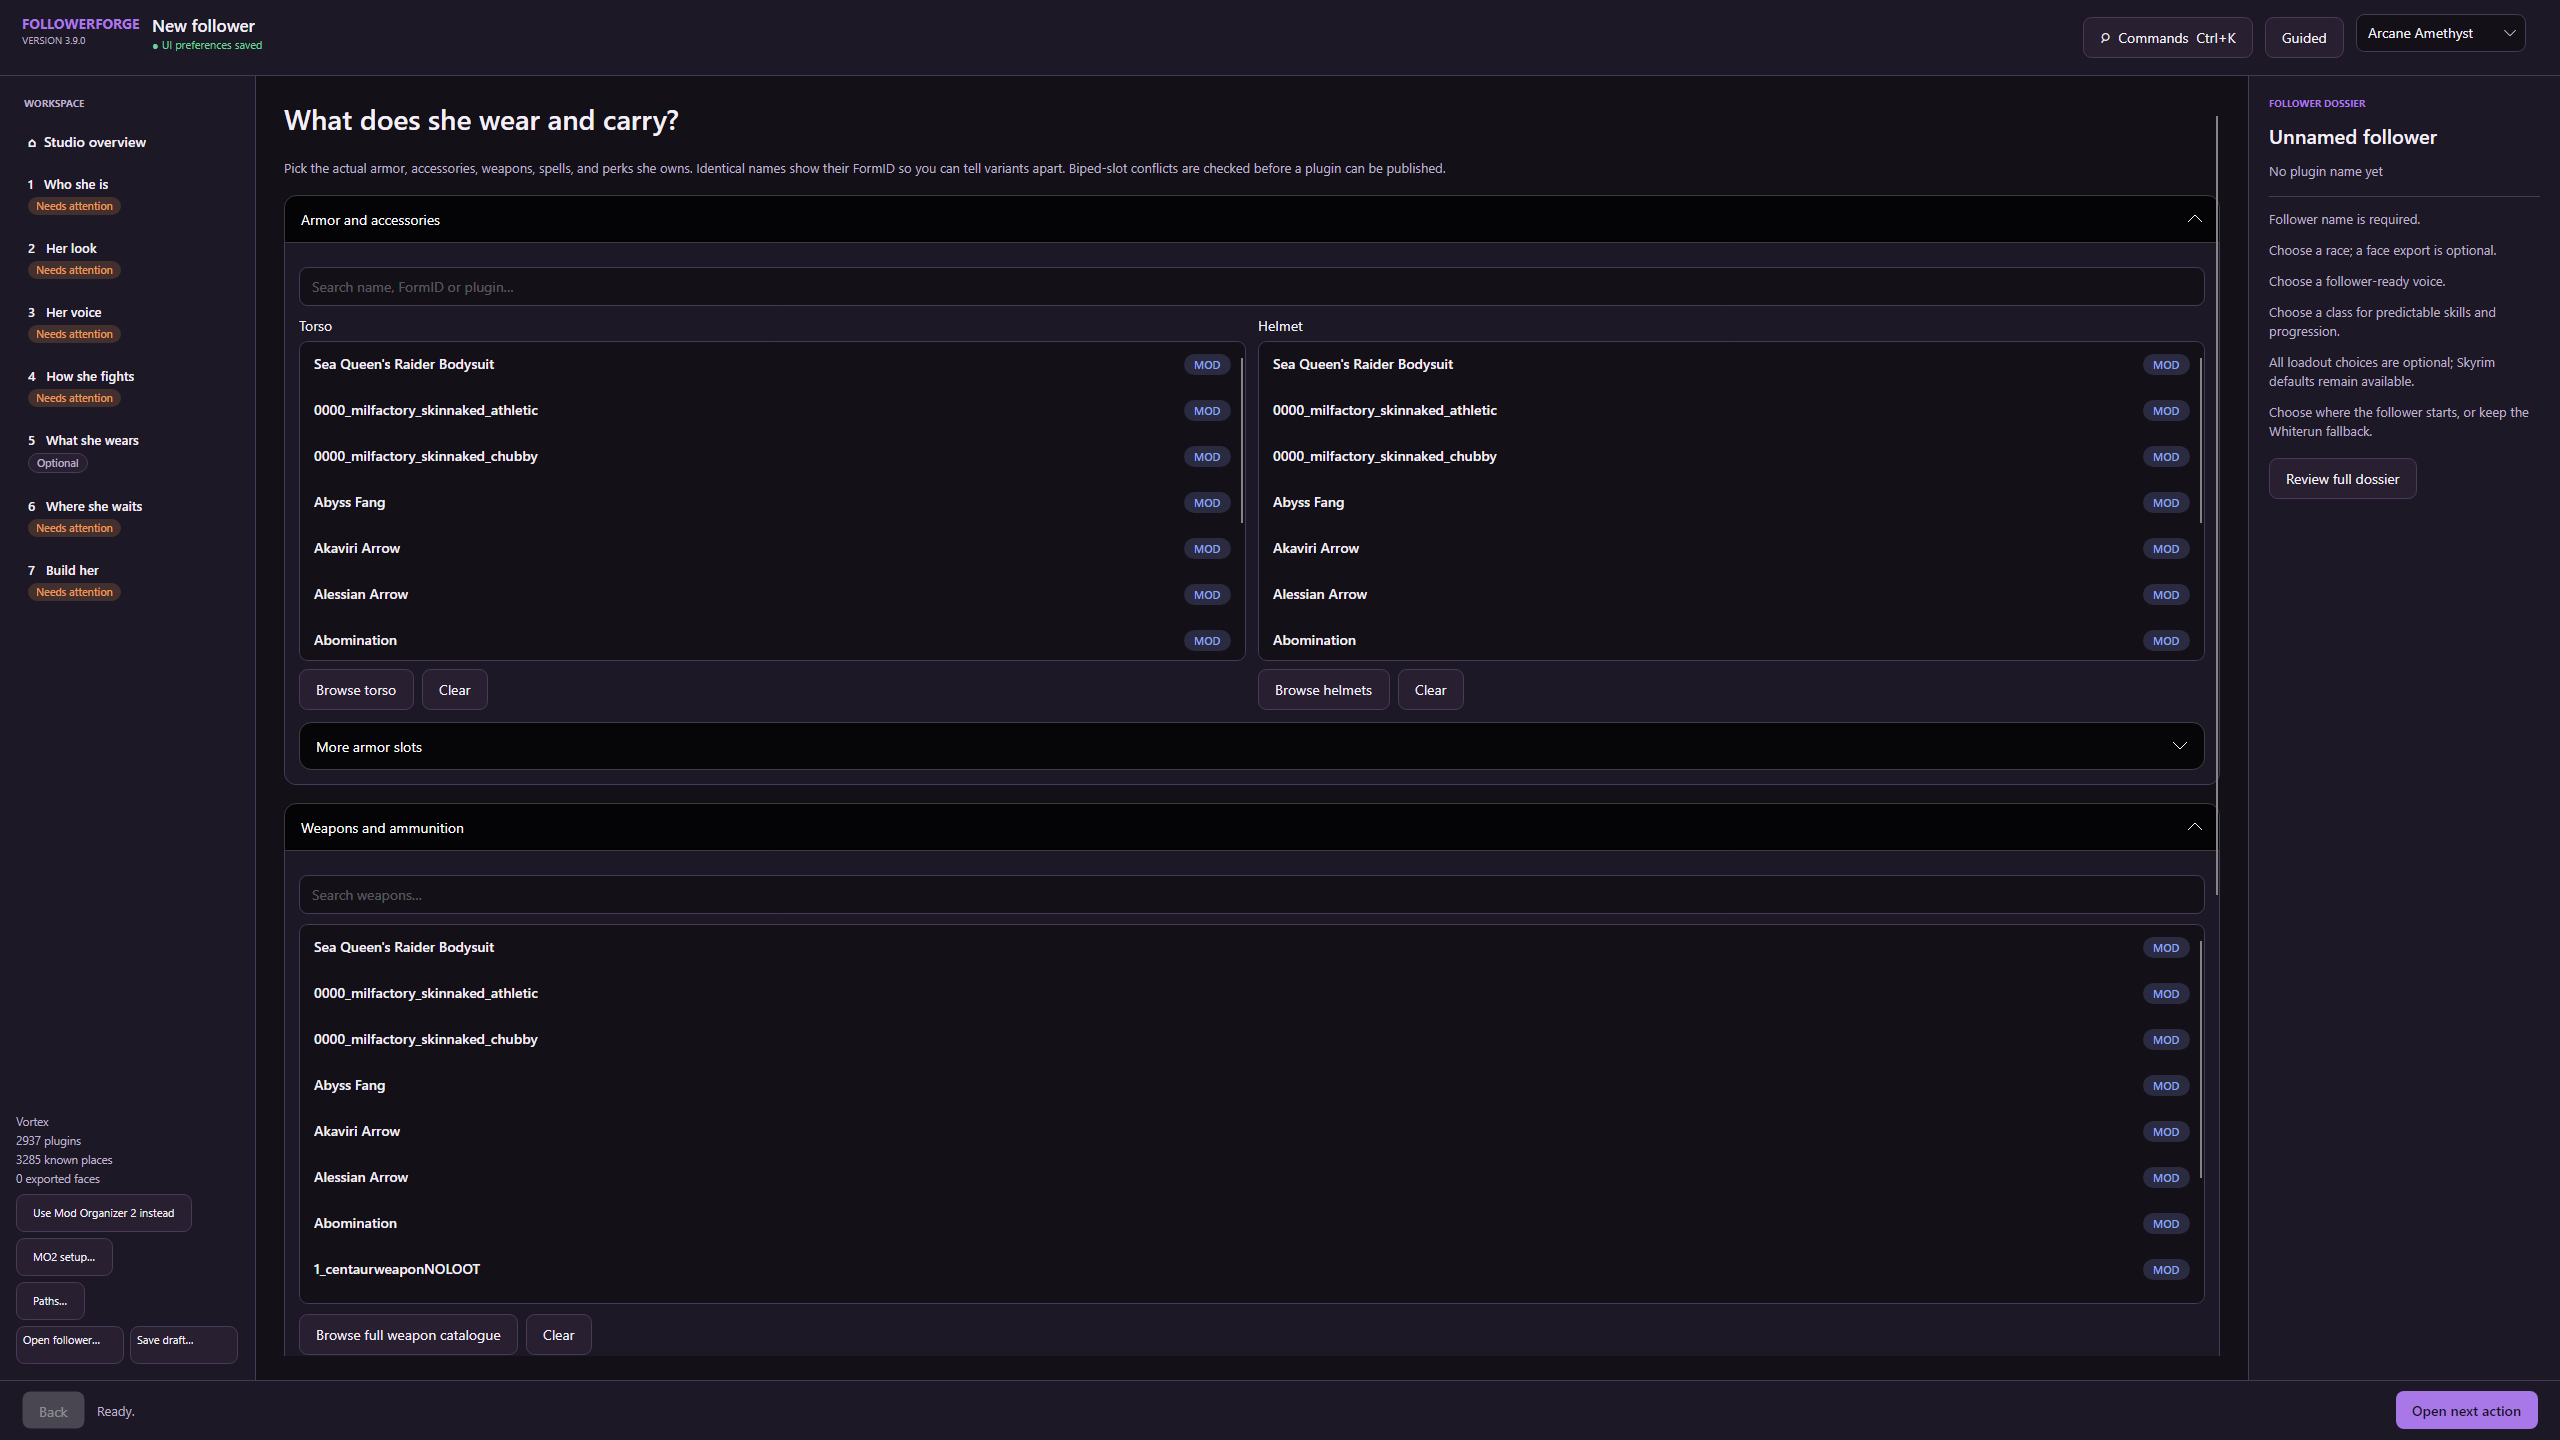 FOLLOWERFORGE
VERSION 3.9.0
New follower
● UI preferences saved
Commands Ctrl+K
Guided
Arcane Amethyst
WORKSPACE
Studio overview
1 Who she is
Needs attention
2 Her look
Needs attention
3 Her voice
Needs attention
4 How she fights
Needs attention
5 What she wears
Optional
6 Where she waits
Needs attention
7 Build her
Needs attention
Vortex
2937 plugins
3285 known places
0 exported faces
Use Mod Organizer 2 instead
MO2 setup...
Paths...
Open follower...
Save draft...
What does she wear and carry?
Pick the actual armor, accessories, weapons, spells, and perks she owns. Identical names show their FormID so you can tell variants apart. Biped-slot conflicts are checked before a plugin can be published.
Armor and accessories
Search name, FormID or plugin...
Torso
Sea Queen's Raider Bodysuit MOD
0000_milfactory_skinnaked_athletic MOD
0000_milfactory_skinnaked_chubby MOD
Abyss Fang MOD
Akaviri Arrow MOD
Alessian Arrow MOD
Abomination MOD
Browse torso
Clear
Helmet
Sea Queen's Raider Bodysuit MOD
0000_milfactory_skinnaked_athletic MOD
0000_milfactory_skinnaked_chubby MOD
Abyss Fang MOD
Akaviri Arrow MOD
Alessian Arrow MOD
Abomination MOD
Browse helmets
Clear
More armor slots
Weapons and ammunition
Search weapons...
Sea Queen's Raider Bodysuit MOD
0000_milfactory_skinnaked_athletic MOD
0000_milfactory_skinnaked_chubby MOD
Abyss Fang MOD
Akaviri Arrow MOD
Alessian Arrow MOD
Abomination MOD
1_centaurweaponNOLOOT MOD
Browse full weapon catalogue
Clear
FOLLOWER DOSSIER
Unnamed follower
No plugin name yet
Follower name is required.
Choose a race; a face export is optional.
Choose a follower-ready voice.
Choose a class for predictable skills and
progression.
All loadout choices are optional; Skyrim
defaults remain available.
Choose where the follower starts, or keep the
Whiterun fallback.
Review full dossier
Back
Ready.
Open next action